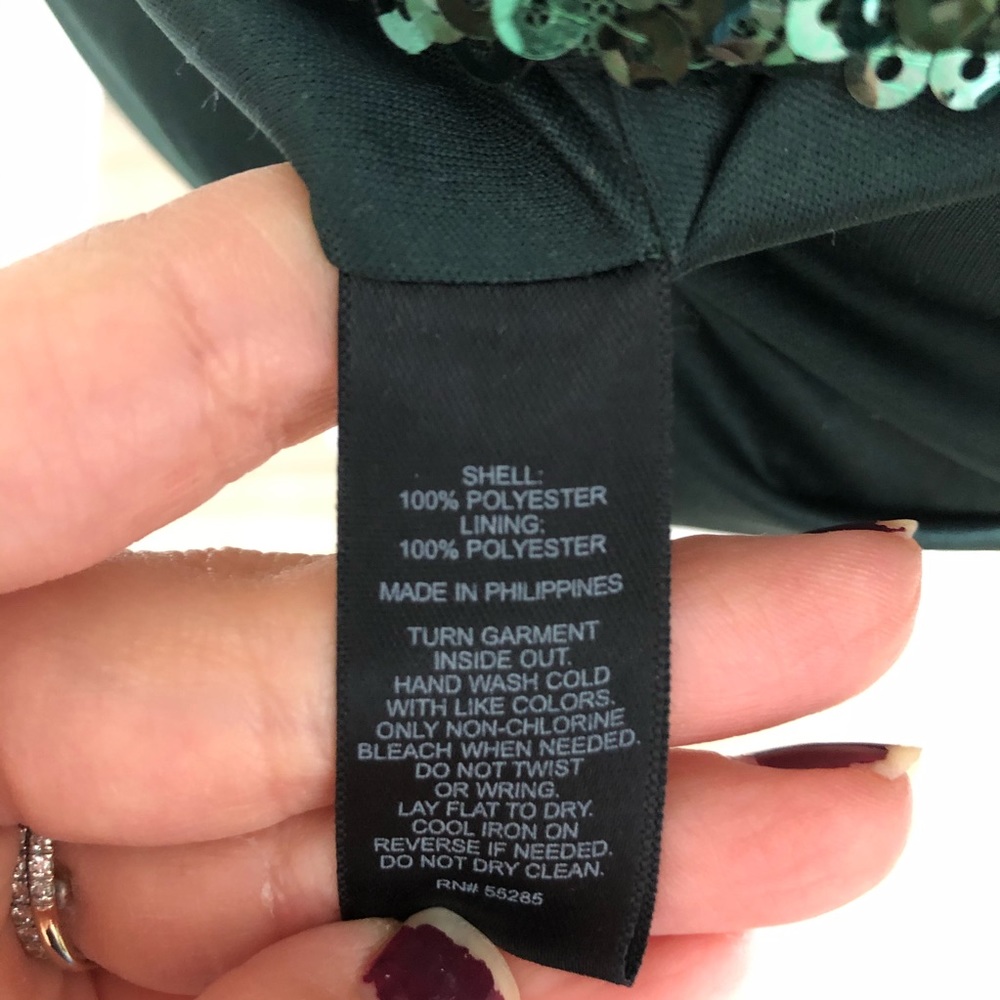 SHELL:
100% POLYESTER
LINING:
100% POLYESTER
MADE IN PHILIPPINES
TURN GARMENT
INSIDE OUT.
HAND WASH COLD
WITH LIKE COLORS.
ONLY NON-CHLORINE
BLEACH WHEN NEEDED.
DO NOT TWIST
OR WRING.
LAY FLAT TO DRY.
COOL IRON ON
REVERSE IF NEEDED.
DO NOT DRY CLEAN.
RN# 55285